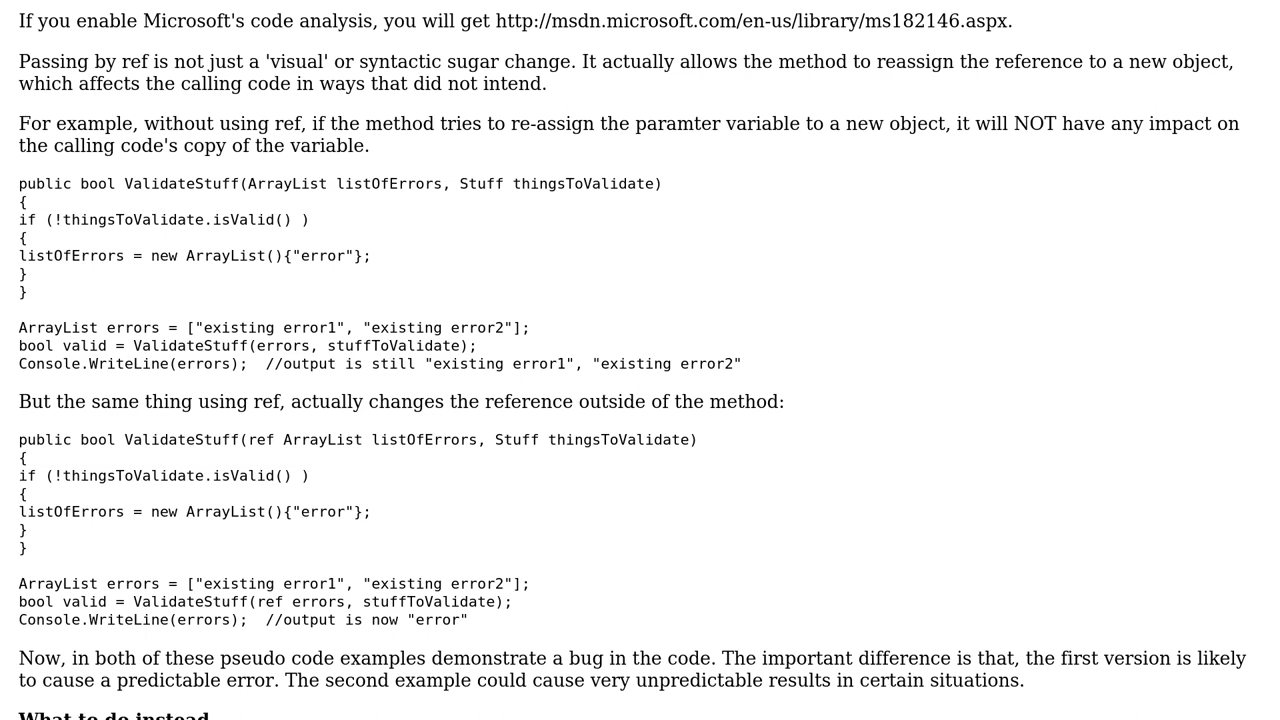 If you enable Microsoft's code analysis, you will get http://msdn.microsoft.com/en-us/library/ms182146.aspx.
Passing by ref is not just a 'visual' or syntactic sugar change. It actually allows the method to reassign the reference to a new object,
which affects the calling code in ways that did not intend.
For example, without using ref, if the method tries to re-assign the paramter variable to a new object, it will NOT have any impact on
the calling code's copy of the variable.
public bool ValidateStuff(ArrayList listOfErrors, Stuff thingsToValidate)
{
if (!thingsToValidate.isValid() )
{
listOfErrors = new ArrayList(){"error"};
}
}
ArrayList errors = ["existing error1", "existing error2"];
bool valid = ValidateStuff(errors, stuffToValidate);
Console.WriteLine(errors);  //output is still "existing error1", "existing error2"
But the same thing using ref, actually changes the reference outside of the method:
public bool ValidateStuff(ref ArrayList listOfErrors, Stuff thingsToValidate)
{
if (!thingsToValidate.isValid() )
{
listOfErrors = new ArrayList(){"error"};
}
}
ArrayList errors = ["existing error1", "existing error2"];
bool valid = ValidateStuff(ref errors, stuffToValidate);
Console.WriteLine(errors);  //output is now "error"
Now, in both of these pseudo code examples demonstrate a bug in the code. The important difference is that, the first version is likely
to cause a predictable error. The second example could cause very unpredictable results in certain situations.
What to do instead